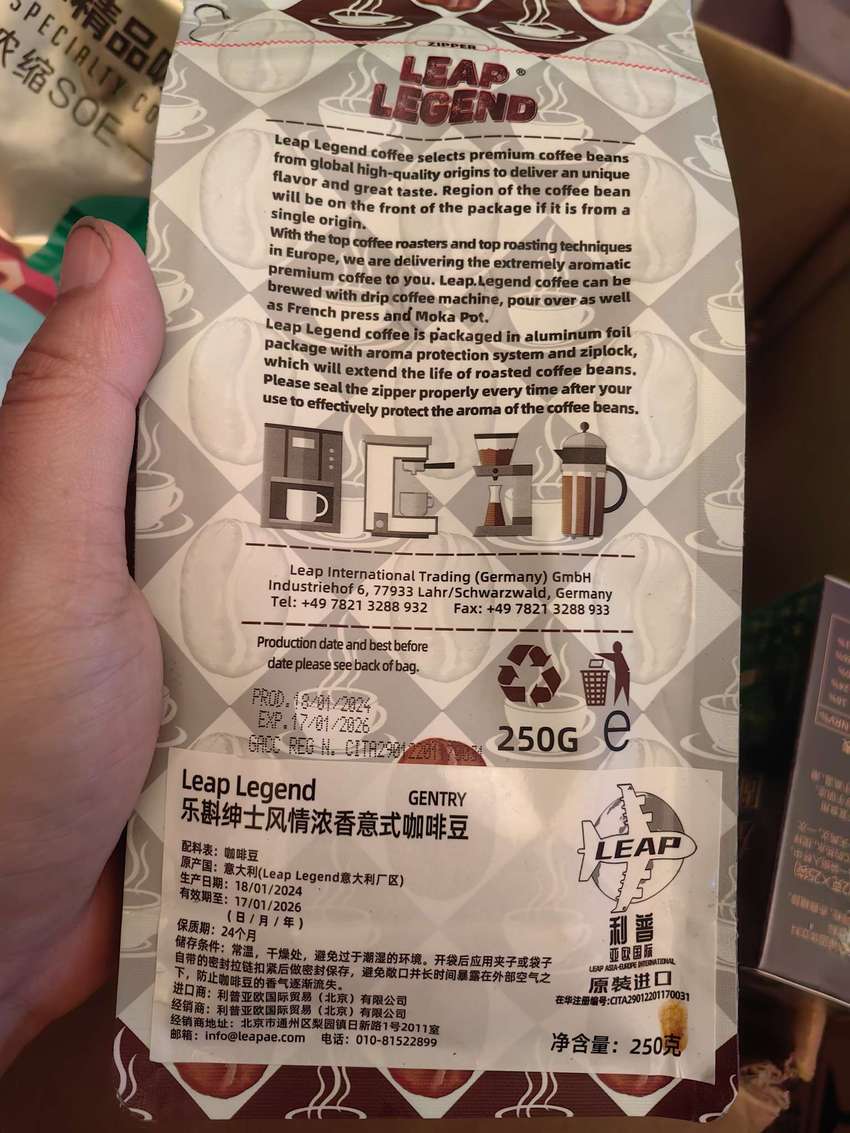 精品咖
SPECIALTY CO
浓缩SOE
ZIPPER
LEAP®
LEGEND
Leap Legend coffee selects premium coffee beans
from global high-quality origins to deliver an unique
flavor and great taste. Region of the coffee bean
will be on the front of the package if it is from a
single origin.
With the top coffee roasters and top roasting techniques
in Europe, we are delivering the extremely aromatic
premium coffee to you. Leap.Legend coffee can be
brewed with drip coffee machine, pour over as well
as French press and Moka Pot.
Leap Legend coffee is packaged in aluminum foil
package with aroma protection system and ziplock,
which will extend the life of roasted coffee beans.
Please seal the zipper properly every time after your
use to effectively protect the aroma of the coffee beans.
Leap International Trading (Germany) GmbH
Industriehof 6, 77933 Lahr/Schwarzwald, Germany
Tel: +49 7821 3288 932 Fax: +49 7821 3288 933
Production date and best before
date please see back of bag.
PROD.18/01/2024
EXP.17/01/2026
GACC REG N. CITA29012201170031
250G e
Leap Legend GENTRY
乐斟绅士风情浓香意式咖啡豆
配料表：咖啡豆
原产国：意大利(Leap Legend意大利厂区)
生产日期：18/01/2024
有效期至：17/01/2026
(日/月/年)
保质期：24个月
储存条件：常温，干燥处，避免过于潮湿的环境。开袋后应用夹子或袋子
自带的密封拉链扣紧后做密封保存，避免敞口并长时间暴露在外部空气之
下，防止咖啡豆的香气逐渐流失。
进口商：利普亚欧国际贸易（北京）有限公司
经销商：利普亚欧国际贸易（北京）有限公司
经销商地址：北京市通州区梨园镇日新路1号2011室
邮箱：info@leapae.com 电话：010-81522899
LEAP
利普
亚欧国际
LEAP ASIA-EUROPE INTERNATIONAL
原装进口
在华注册编号:CITA29012201170031
净含量：250克